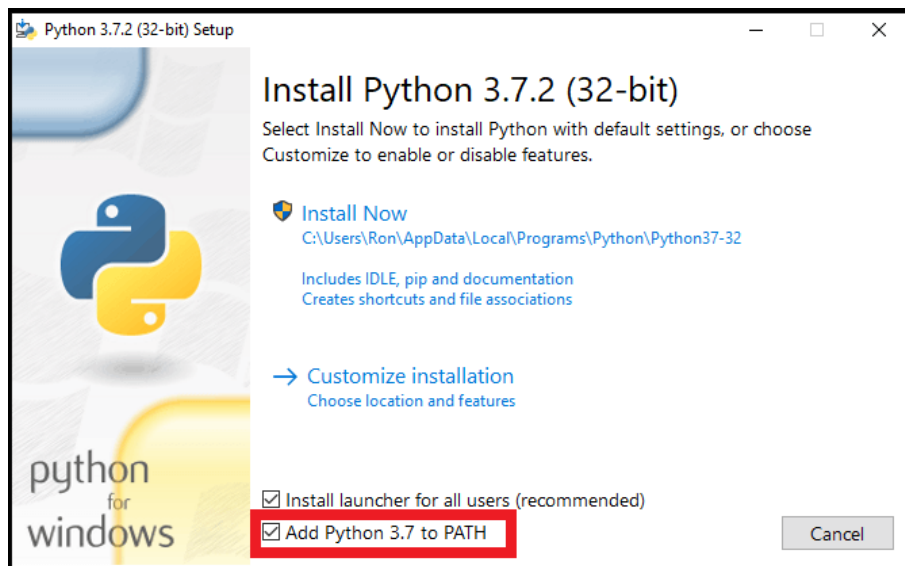 Python 3.7.2 (32-bit) Setup
Install Python 3.7.2 (32-bit)
Select Install Now to install Python with default settings, or choose
Customize to enable or disable features.
Install Now
C:\Users\Ron\AppData\Local\Programs\Python\Python37-32
Includes IDLE, pip and documentation
Creates shortcuts and file associations
Customize installation
Choose location and features
python
for
windows
Install launcher for all users (recommended)
Add Python 3.7 to PATH
Cancel